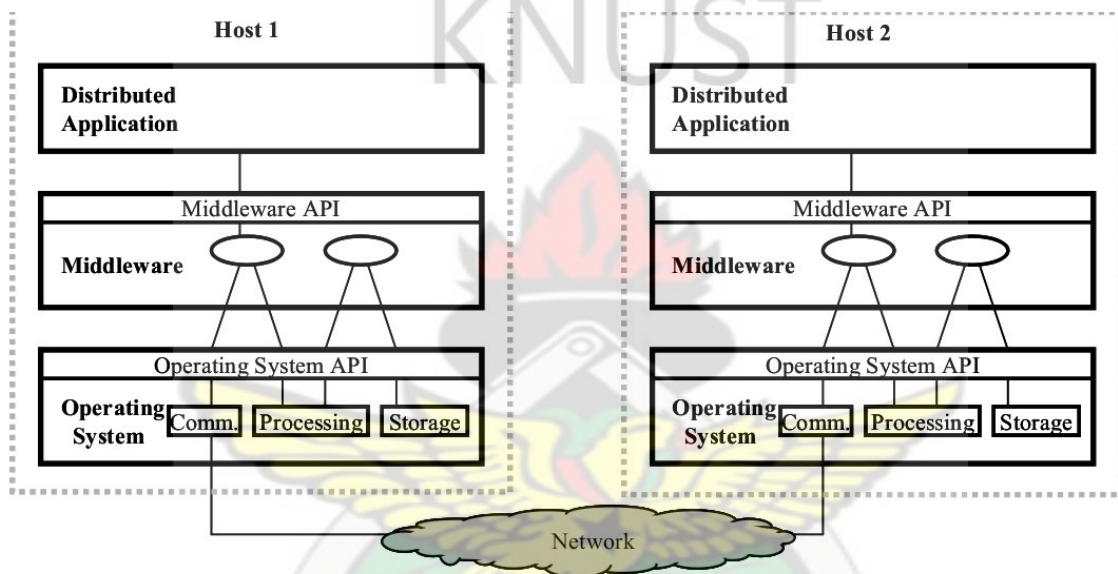 KNUST
Host 1
Distributed
Application
Middleware API
Middleware
Operating System API
Operating
System
Comm.
Processing
Storage
Host 2
Distributed
Application
Middleware API
Middleware
Operating System API
Operating
System
Comm.
Processing
Storage
Network